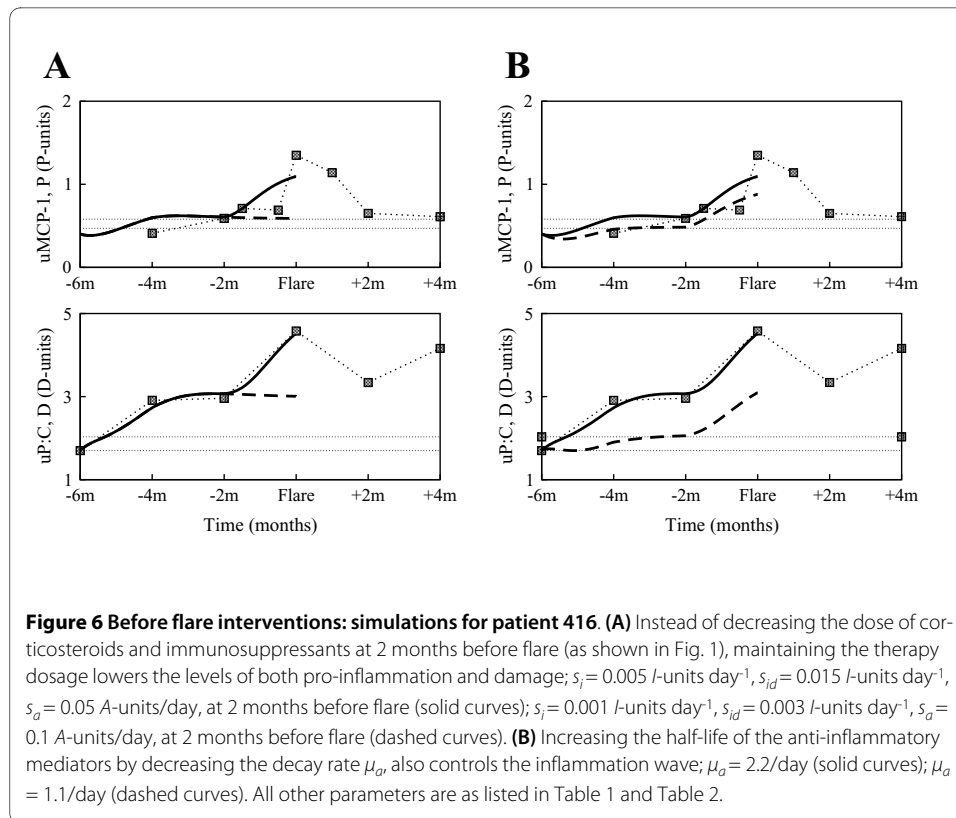 A
B
2
1
0
uMCP-1, P (P-units)
-6m -4m -2m Flare +2m +4m
2
1
0
uMCP-1, P (P-units)
-6m -4m -2m Flare +2m +4m
5
3
1
uP:C, D (D-units)
-6m -4m -2m Flare +2m +4m
Time (months)
5
3
1
uP:C, D (D-units)
-6m -4m -2m Flare +2m +4m
Time (months)
Figure 6 Before flare interventions: simulations for patient 416. (A) Instead of decreasing the dose of cor-
ticosteroids and immunosuppressants at 2 months before flare (as shown in Fig. 1), maintaining the therapy
dosage lowers the levels of both pro-inflammation and damage; si = 0.005 I-units day-1, sid = 0.015 I-units day-1,
sa = 0.05 A-units/day, at 2 months before flare (solid curves); si = 0.001 I-units day-1, sid = 0.003 I-units day-1, sa =
0.1 A-units/day, at 2 months before flare (dashed curves). (B) Increasing the half-life of the anti-inflammatory
mediators by decreasing the decay rate μa, also controls the inflammation wave; μa = 2.2/day (solid curves); μa
= 1.1/day (dashed curves). All other parameters are as listed in Table 1 and Table 2.